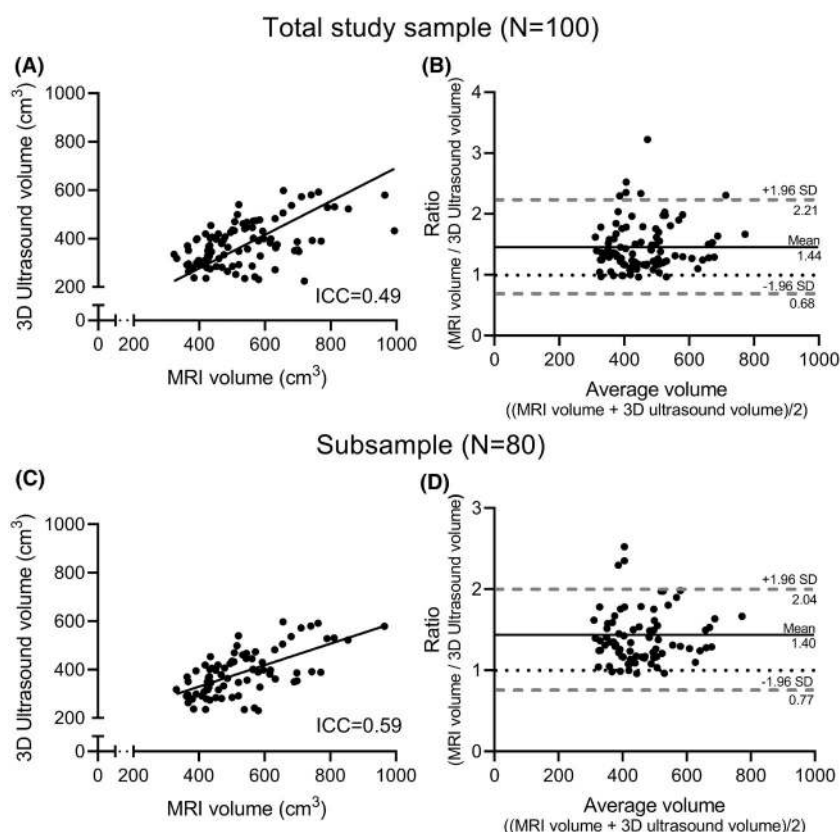 Total study sample (N=100)
(A)
3D Ultrasound volume (cm³)
1000
800
600
400
200
0
0
200
400
600
800
1000
ICC=0.49
MRI volume (cm³)
(B)
Ratio
(MRI volume / 3D Ultrasound volume)
4
3
2
1
0
+1.96 SD
2.21
Mean
1.44
-1.96 SD
0.68
0
200
400
600
800
1000
Average volume
((MRI volume + 3D ultrasound volume)/2)
Subsample (N=80)
(C)
3D Ultrasound volume (cm³)
1000
800
600
400
200
0
0
200
400
600
800
1000
ICC=0.59
MRI volume (cm³)
(D)
Ratio
(MRI volume / 3D Ultrasound volume)
3
2
1
0
+1.96 SD
2.04
Mean
1.40
-1.96 SD
0.77
0
200
400
600
800
1000
Average volume
((MRI volume + 3D ultrasound volume)/2)